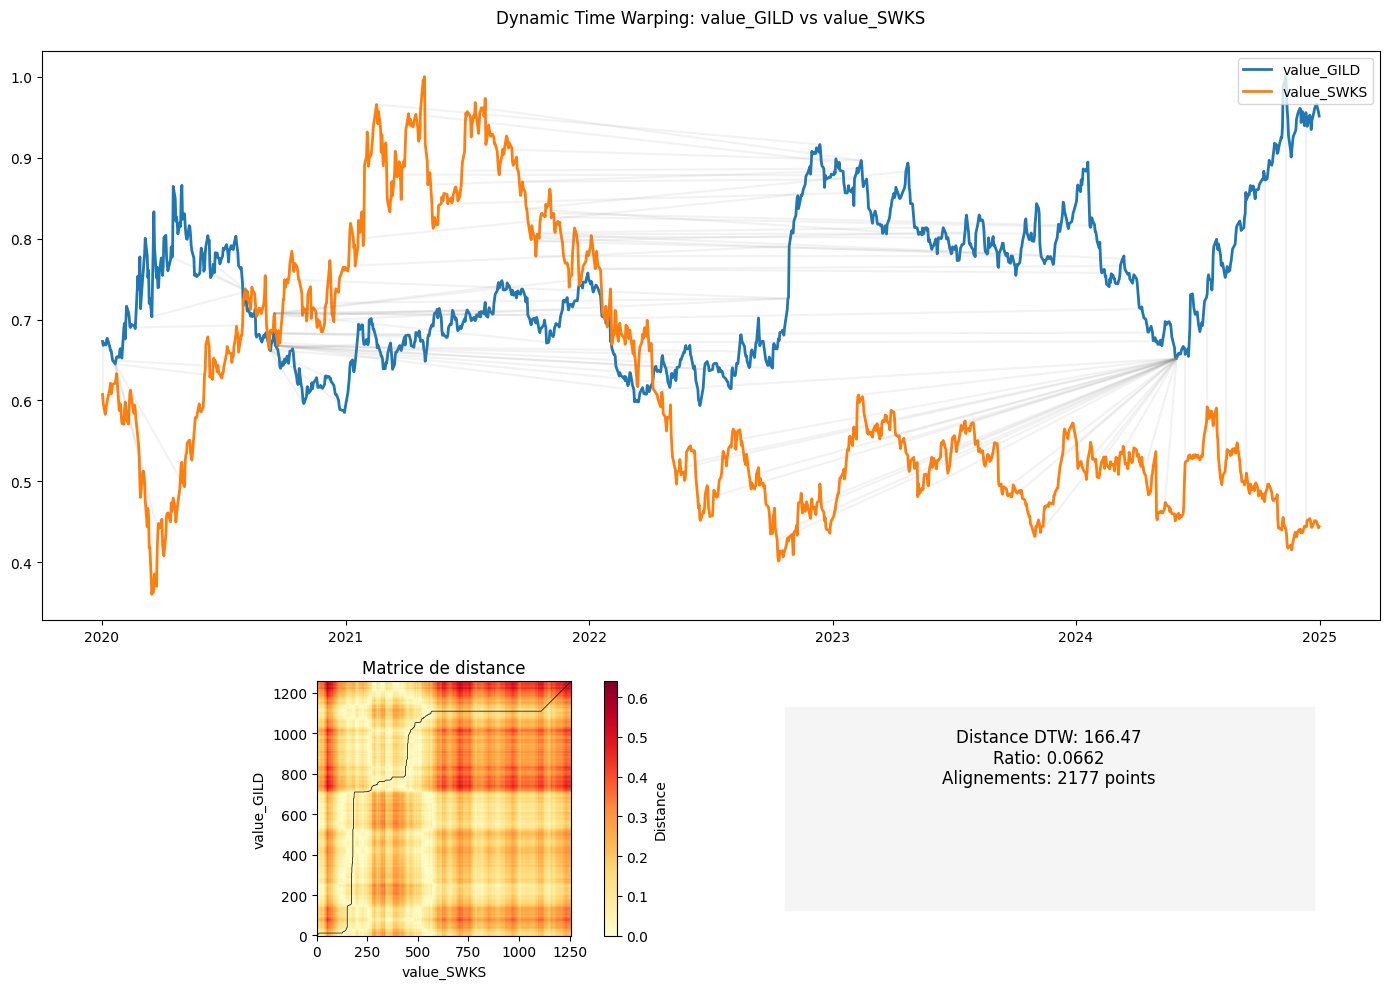 Dynamic Time Warping: value_GILD vs value_SWKS
value_GILD
value_SWKS
1.0
0.9
0.8
0.7
0.6
0.5
0.4
2020 2021 2022 2023 2024 2025
Matrice de distance
value_GILD
1200
1000
800
600
400
200
0
0 250 500 750 1000 1250
value_SWKS
0.6
0.5
0.4
0.3
0.2
0.1
0.0
Distance
Distance DTW: 166.47
Ratio: 0.0662
Alignements: 2177 points